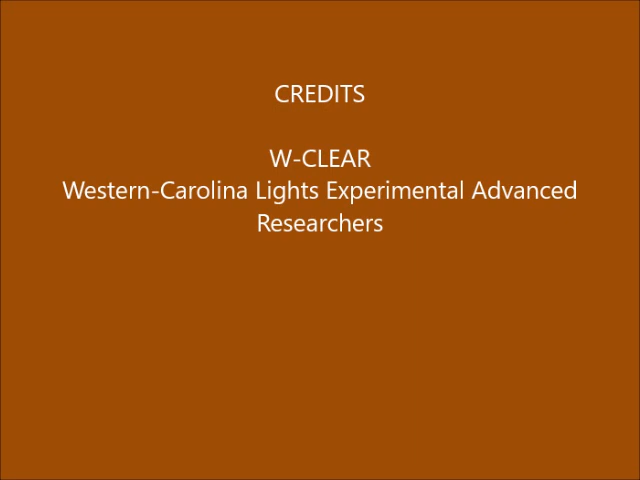 CREDITS
W-CLEAR
Western-Carolina Lights Experimental Advanced
Researchers